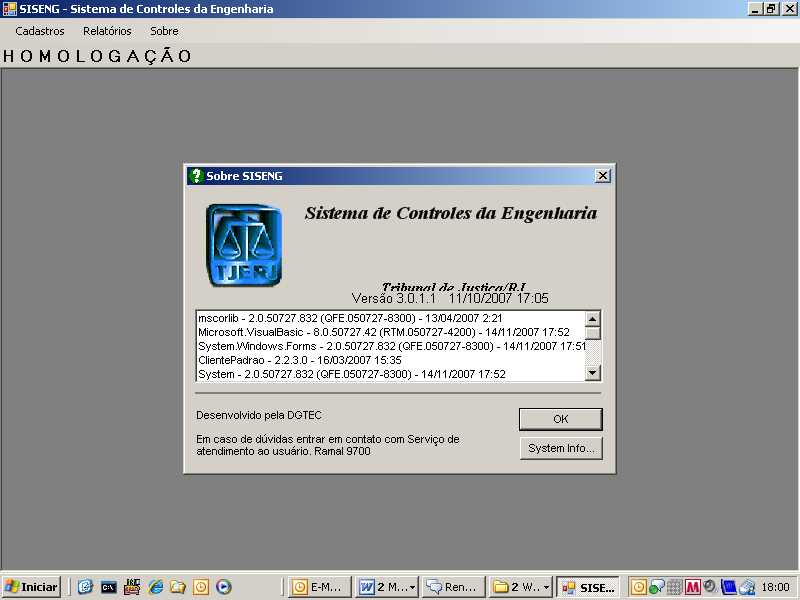 SISENG - Sistema de Controles da Engenharia
Cadastros Relatórios Sobre
HOMOLOGAÇÃO
Sobre SISENG
Sistema de Controles da Engenharia
TJERJ
Tribunal de Justiça/RJ
Versão 3.0.1.1 11/10/2007 17:05
mscorlib - 2.0.50727.832 (QFE.050727-8300) - 13/04/2007 2:21
Microsoft.VisualBasic - 8.0.50727.42 (RTM.050727-4200) - 14/11/2007 17:52
System.Windows.Forms - 2.0.50727.832 (QFE.050727-8300) - 14/11/2007 17:51
ClientePadrao - 2.2.3.0 - 16/03/2007 15:35
System - 2.0.50727.832 (QFE.050727-8300) - 14/11/2007 17:52
Desenvolvido pela DGTEC
OK
Em caso de dúvidas entrar em contato com Serviço de
atendimento ao usuário. Ramal 9700
System Info...
Iniciar E-M... 2 M... Ren... 2 W... SISE... 18:00